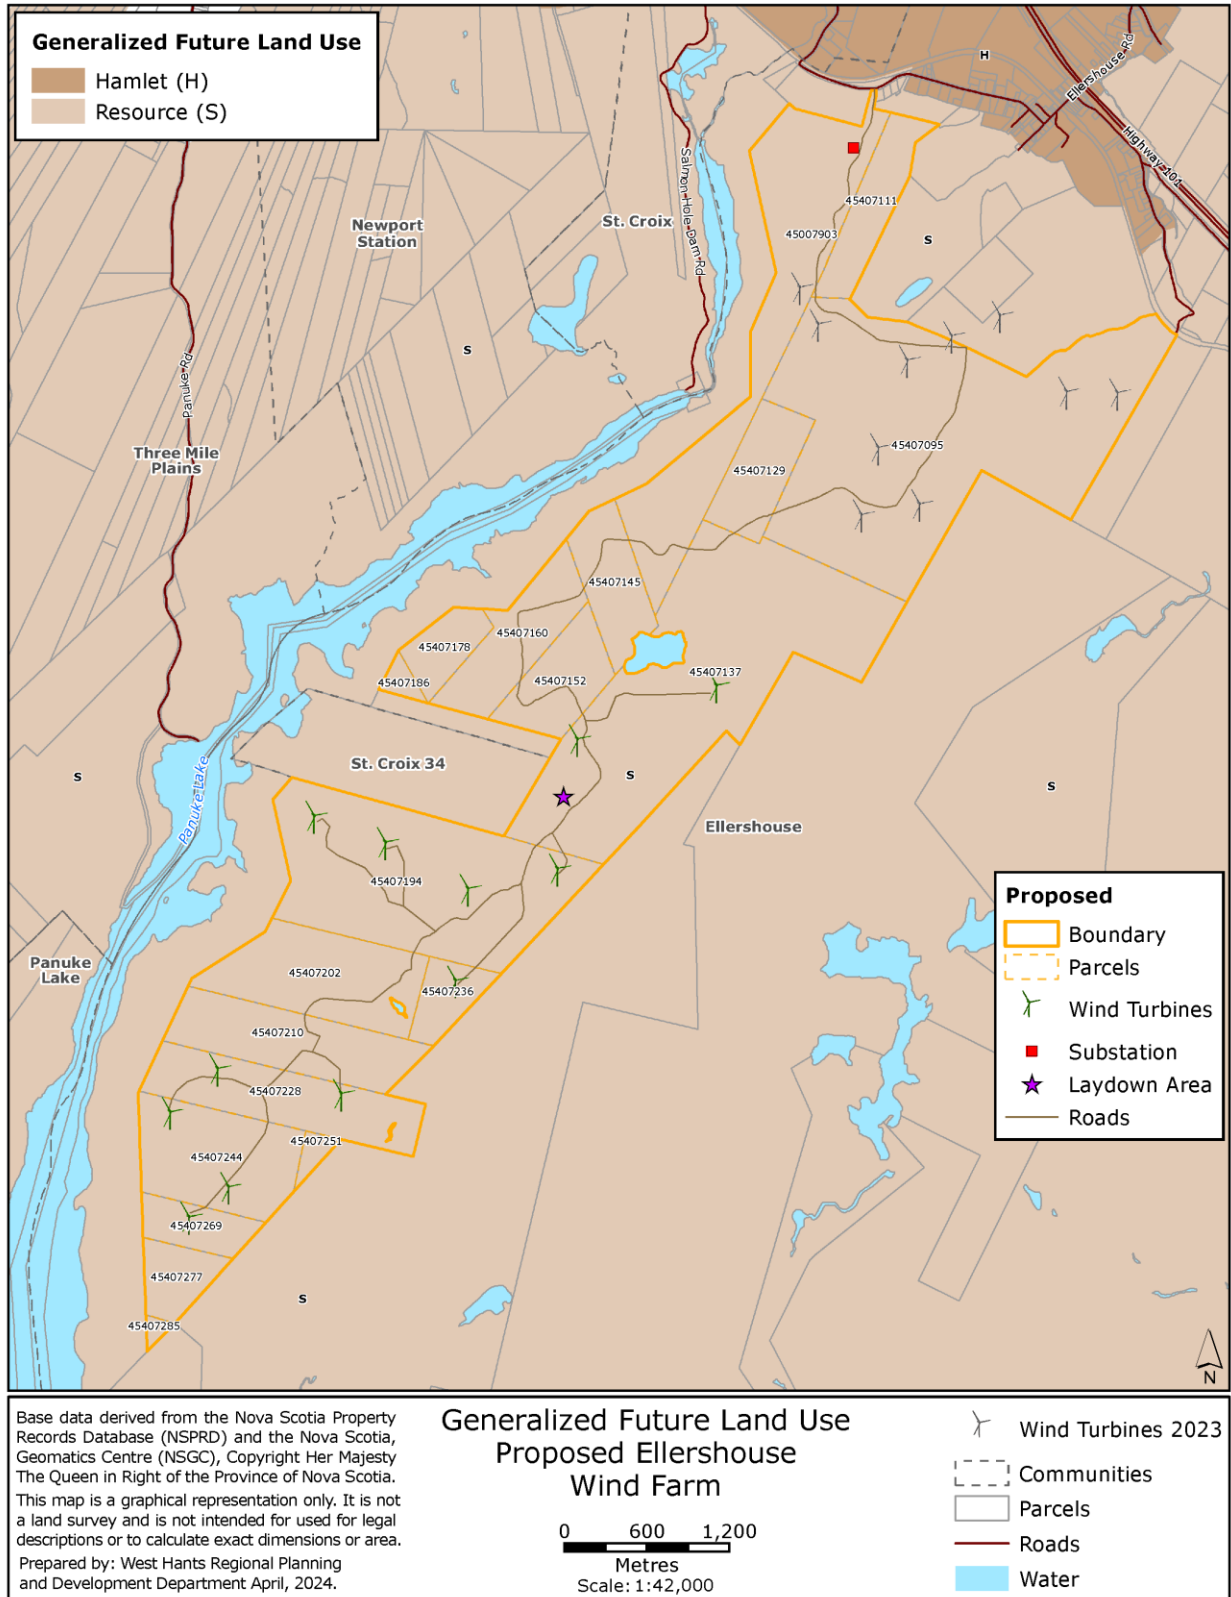 Generalized Future Land Use
Hamlet (H)
Resource (S)
H
Ellershouse Rd
Highway 101
Salmon Hole Dam Rd
St. Croix
Newport
Station
45407111
45007903
S
S
Panuke Rd
Three Mile
Plains
45407095
45407129
45407145
45407160
45407178
45407186
45407152
45407137
St. Croix 34
S
S
S
Panuke Lake
Ellershouse
45407194
Panuke
Lake
45407202
45407236
45407210
45407228
45407251
45407244
45407269
45407277
S
45407285
Proposed
Boundary
Parcels
Wind Turbines
Substation
Laydown Area
Roads
N
Base data derived from the Nova Scotia Property
Records Database (NSPRD) and the Nova Scotia,
Geomatics Centre (NSGC), Copyright Her Majesty
The Queen in Right of the Province of Nova Scotia.
This map is a graphical representation only. It is not
a land survey and is not intended for used for legal
descriptions or to calculate exact dimensions or area.
Prepared by: West Hants Regional Planning
and Development Department April, 2024.
Generalized Future Land Use
Proposed Ellershouse
Wind Farm
0 600 1,200
Metres
Scale: 1:42,000
Wind Turbines 2023
Communities
Parcels
Roads
Water